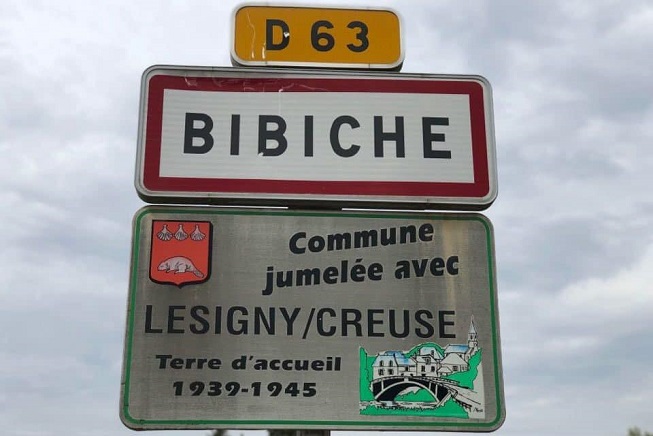 D 63
BIBICHE
Commune
jumelée avec
LESIGNY/CREUSE
Terre d'accueil
1939-1945